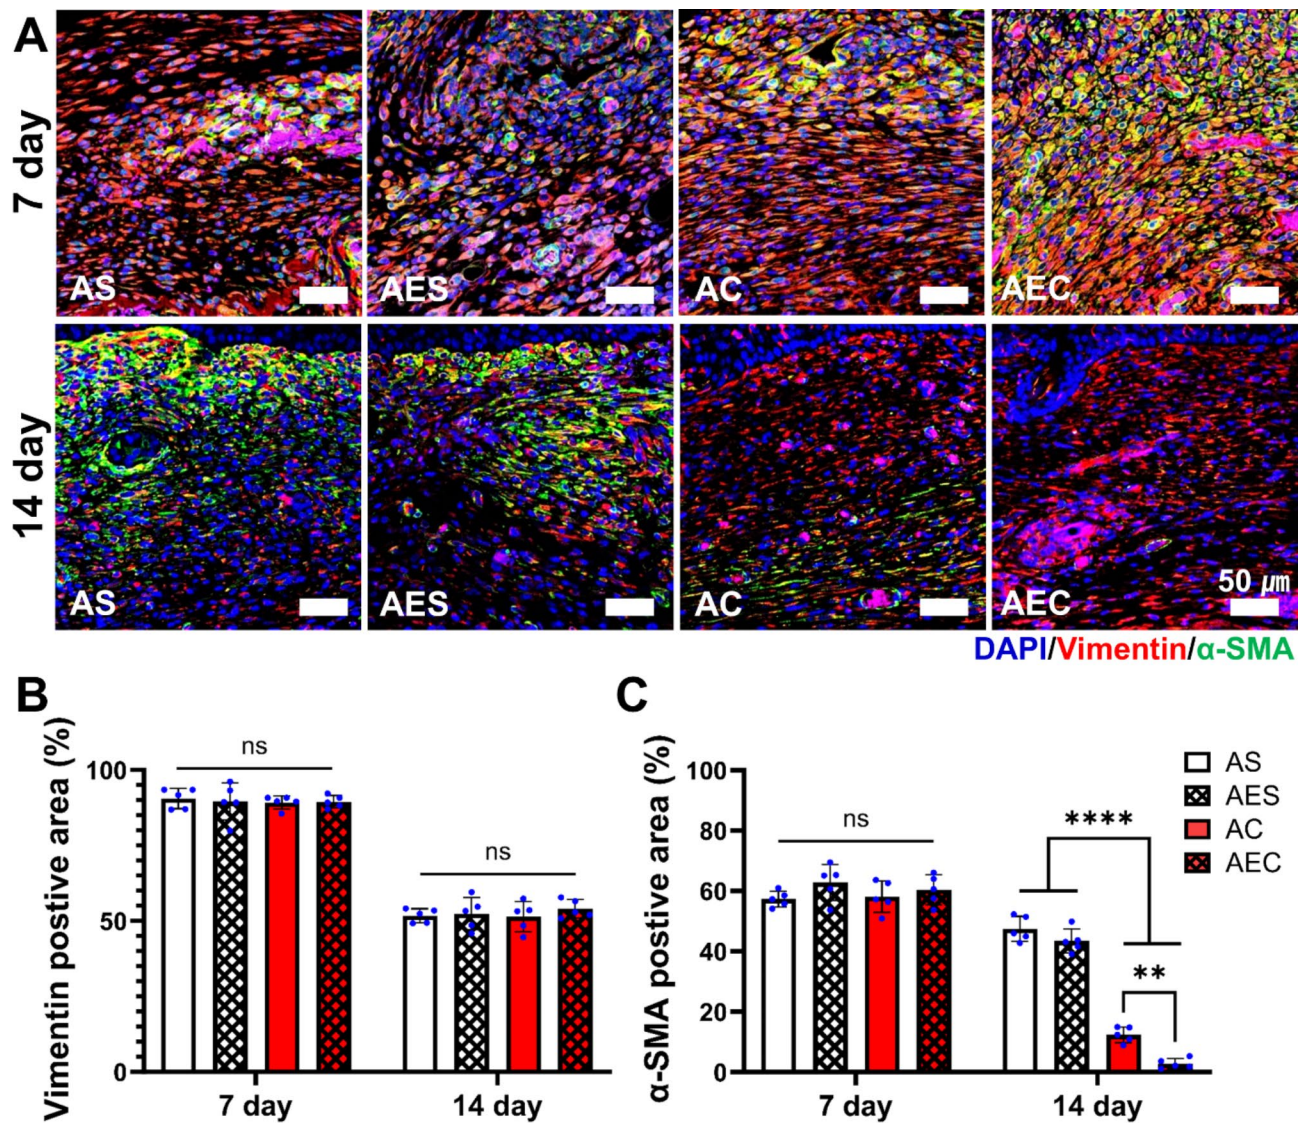 A
7 day
AS
AES
AC
AEC
14 day
AS
AES
AC
50 ㎛
AEC
DAPI/Vimentin/α-SMA
B
Vimentin postive area (%)
100
50
0
ns
ns
7 day
14 day
C
α-SMA postive area (%)
100
80
60
40
20
0
ns
****
**
7 day
14 day
AS
AES
AC
AEC